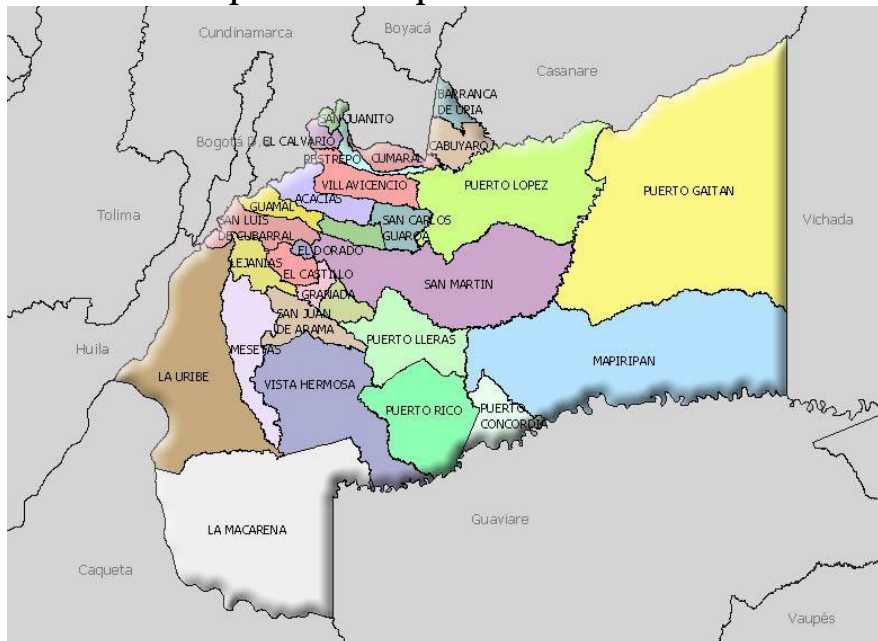 Boyacá
Cundinamarca
Casanare
BARRANCA
DE UPIA
SAN JUANITO
Bogotá D.
EL CALVARIO
CABUYARO
RESTREPO
CUMARAL
VILLAVICENCIO
PUERTO LOPEZ
PUERTO GAITAN
ACACIAS
GUAMAL
Tolima
SAN LUIS
DE CUBARRAL
SAN CARLOS
GUAROA
Vichada
EL DORADO
LEJANIAS
EL CASTILLO
SAN MARTIN
GRANADA
SAN JUAN
DE ARAMA
PUERTO LLERAS
Huila
MESETAS
MAPIRIPAN
LA URIBE
VISTA HERMOSA
PUERTO RICO
PUERTO
CONCORDIA
Guaviare
LA MACARENA
Caqueta
Vaupés